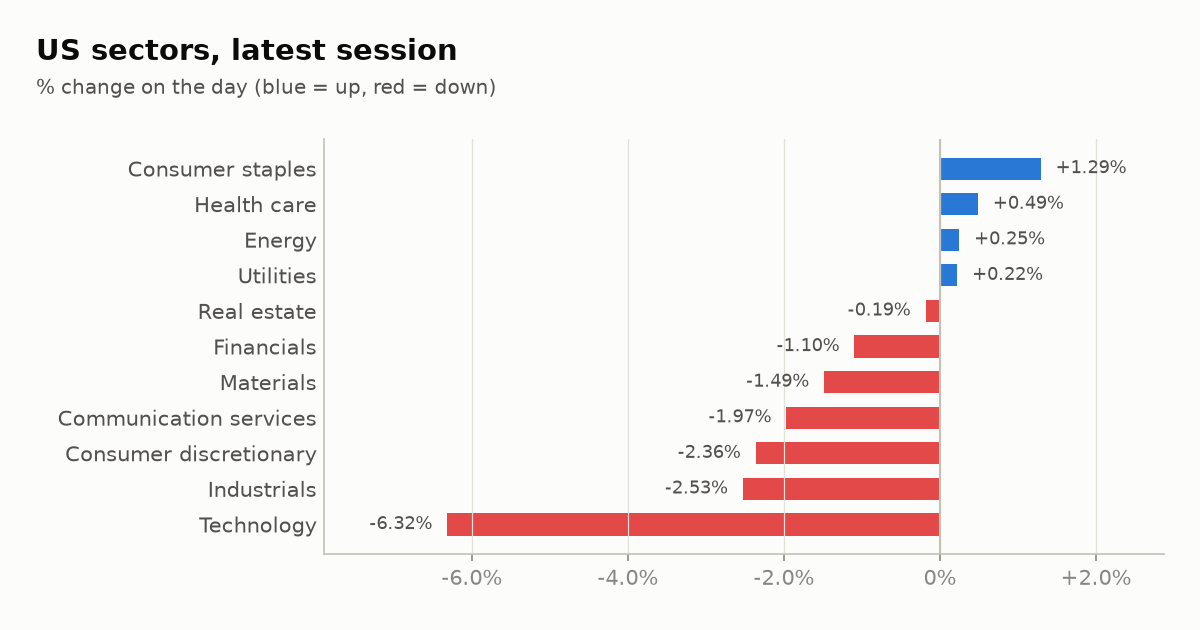 US sectors, latest session
% change on the day (blue = up, red = down)
Consumer staples +1.29%
Health care +0.49%
Energy +0.25%
Utilities +0.22%
Real estate -0.19%
Financials -1.10%
Materials -1.49%
Communication services -1.97%
Consumer discretionary -2.36%
Industrials -2.53%
Technology -6.32%
-6.0% -4.0% -2.0% 0% +2.0%